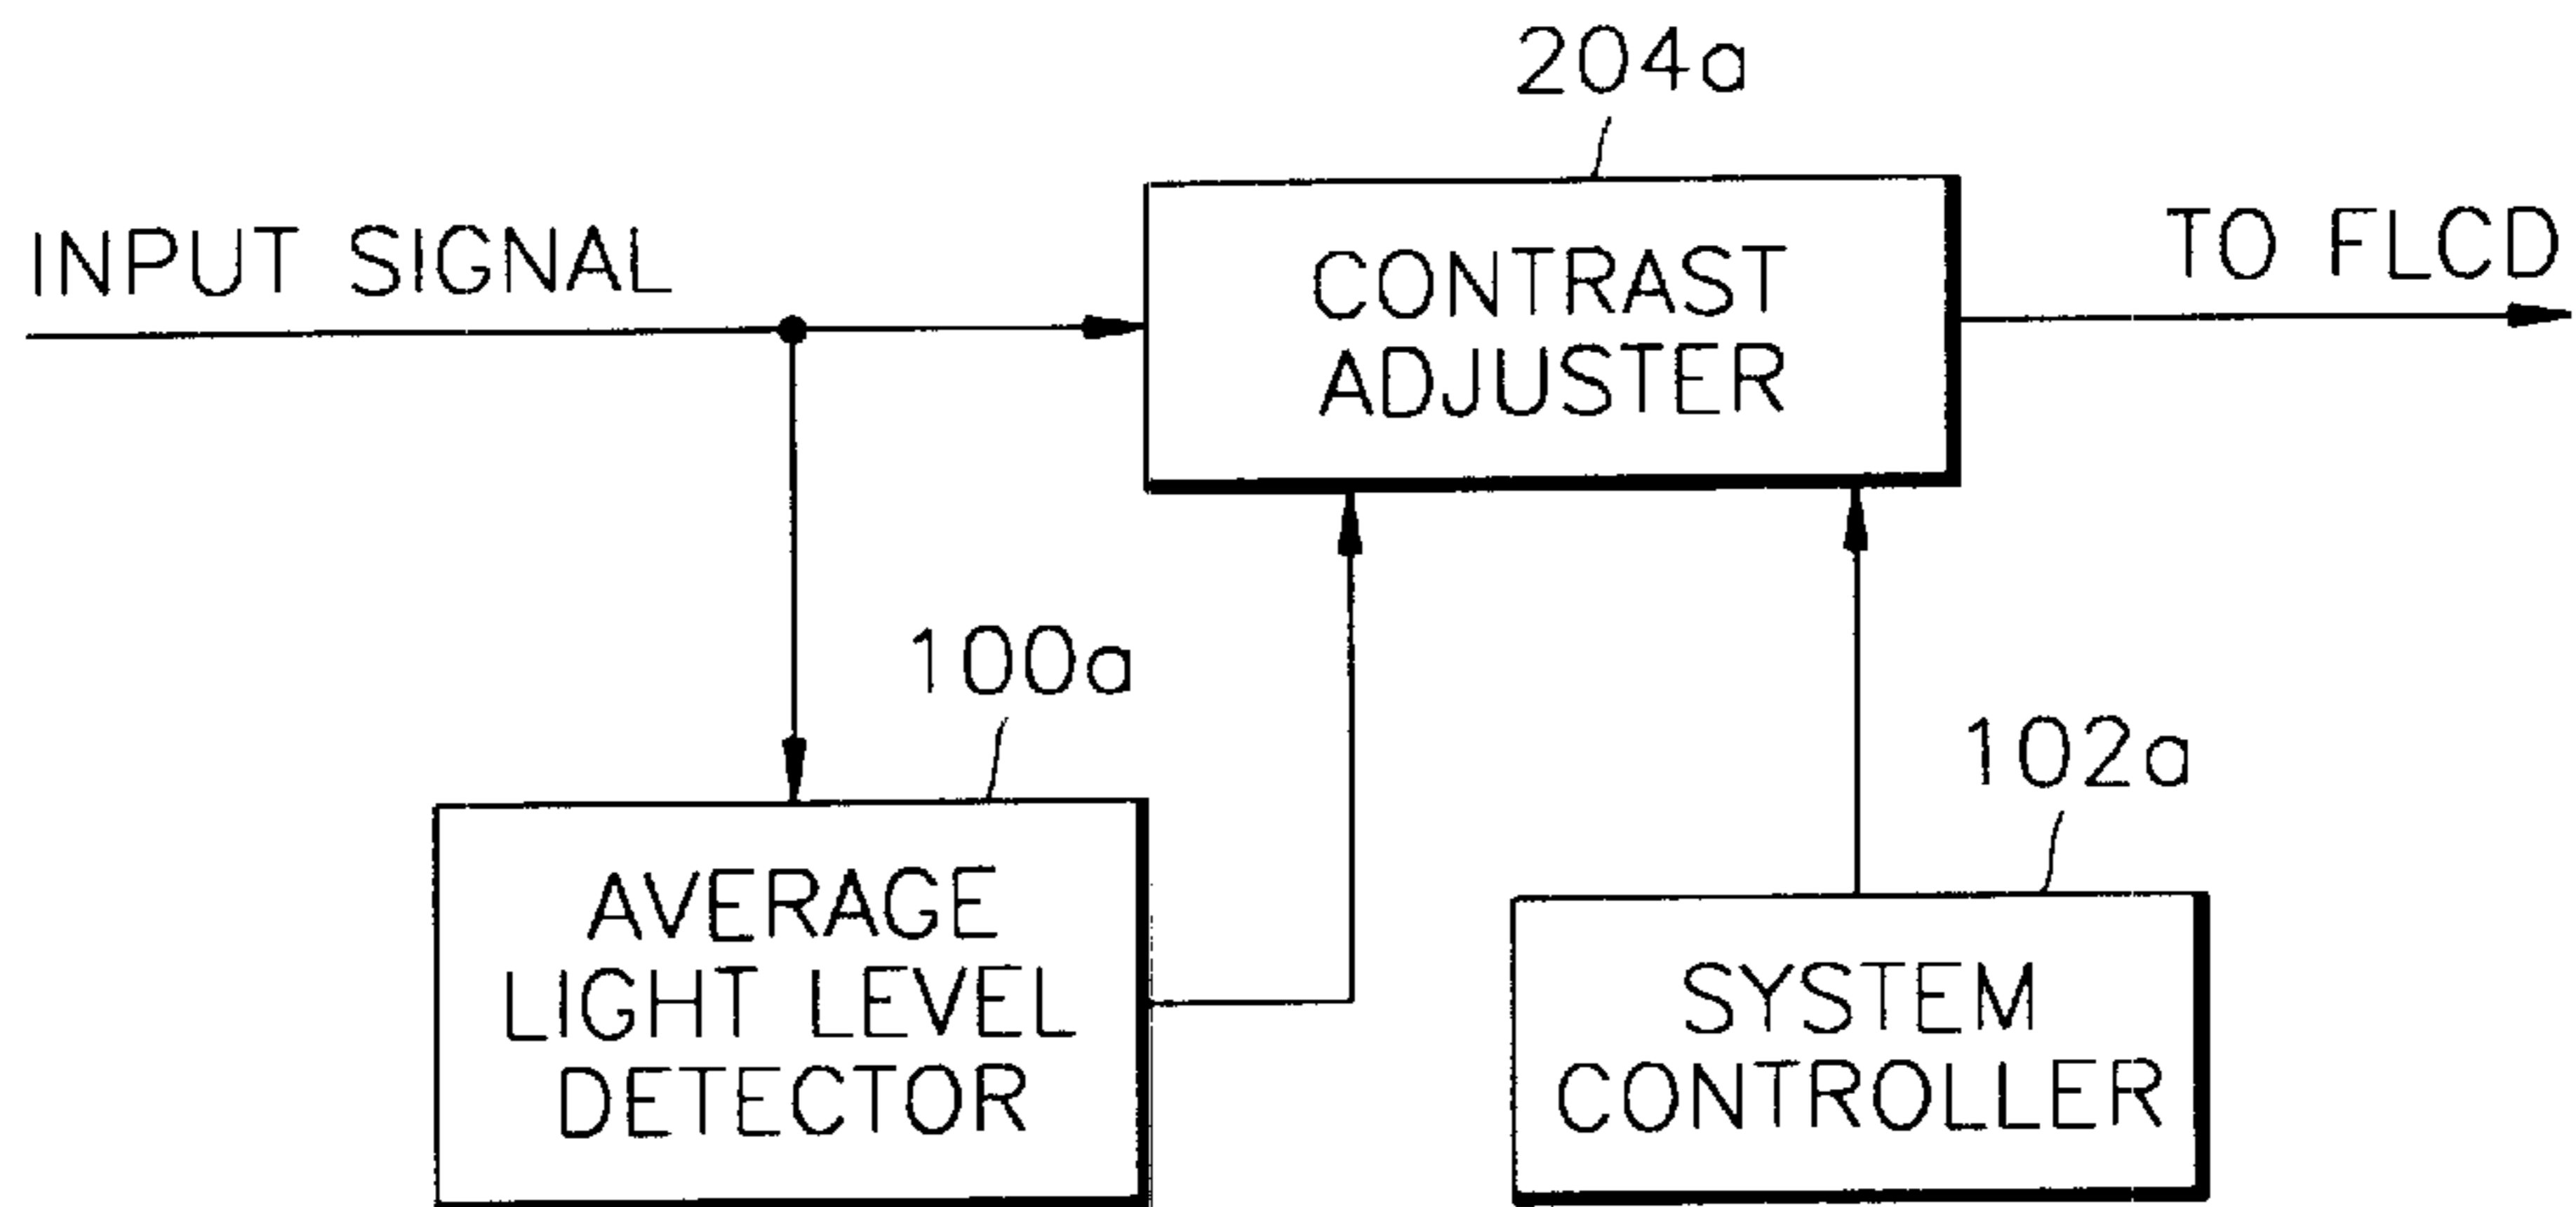 204a
INPUT SIGNAL
TO FLCD
CONTRAST
ADJUSTER
100a
102a
AVERAGE
LIGHT LEVEL
DETECTOR
SYSTEM
CONTROLLER